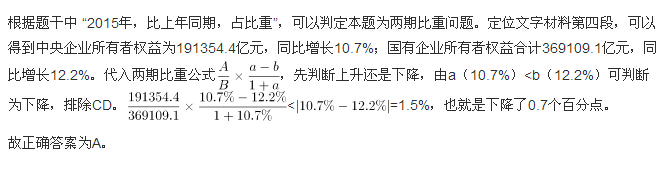 根据题干中 “2015年，比上年同期，占比重”，可以判定本题为两期比重问题。定位文字材料第四段，可以
得到中央企业所有者权益为191354.4亿元，同比增长10.7%；国有企业所有者权益合计369109.1亿元，同
比增长12.2%。代入两期比重公式$\frac{A}{B}\times\frac{a-b}{1+a}$，先判断上升还是下降，由a（10.7%）<b（12.2%）可判断
为下降，排除CD。$\frac{191354.4}{369109.1}\times\frac{10.7\%-12.2\%}{1+10.7\%}$<|10.7%−12.2%|=1.5%，也就是下降了0.7个百分点。
故正确答案为A。